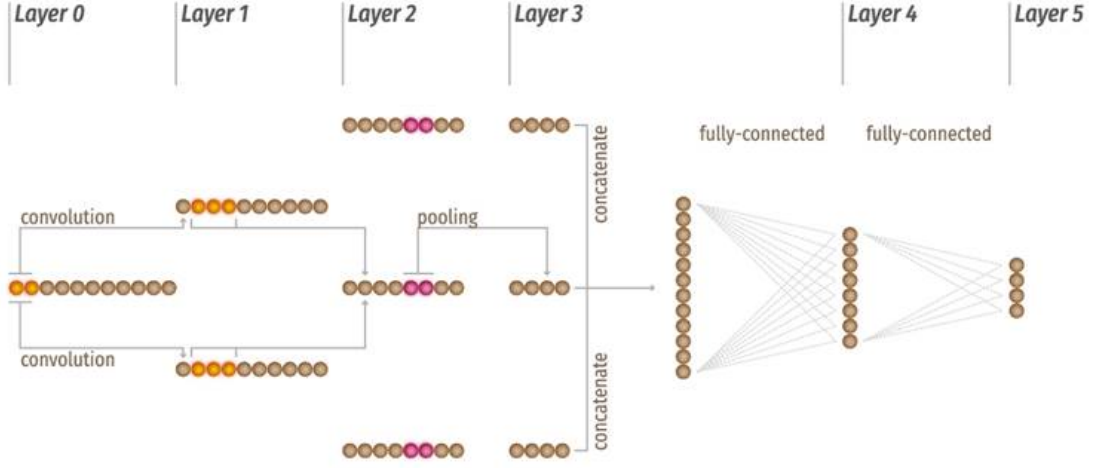 Layer 0
Layer 1
Layer 2
Layer 3
Layer 4
Layer 5
fully-connected
fully-connected
concatenate
convolution
pooling
convolution
concatenate